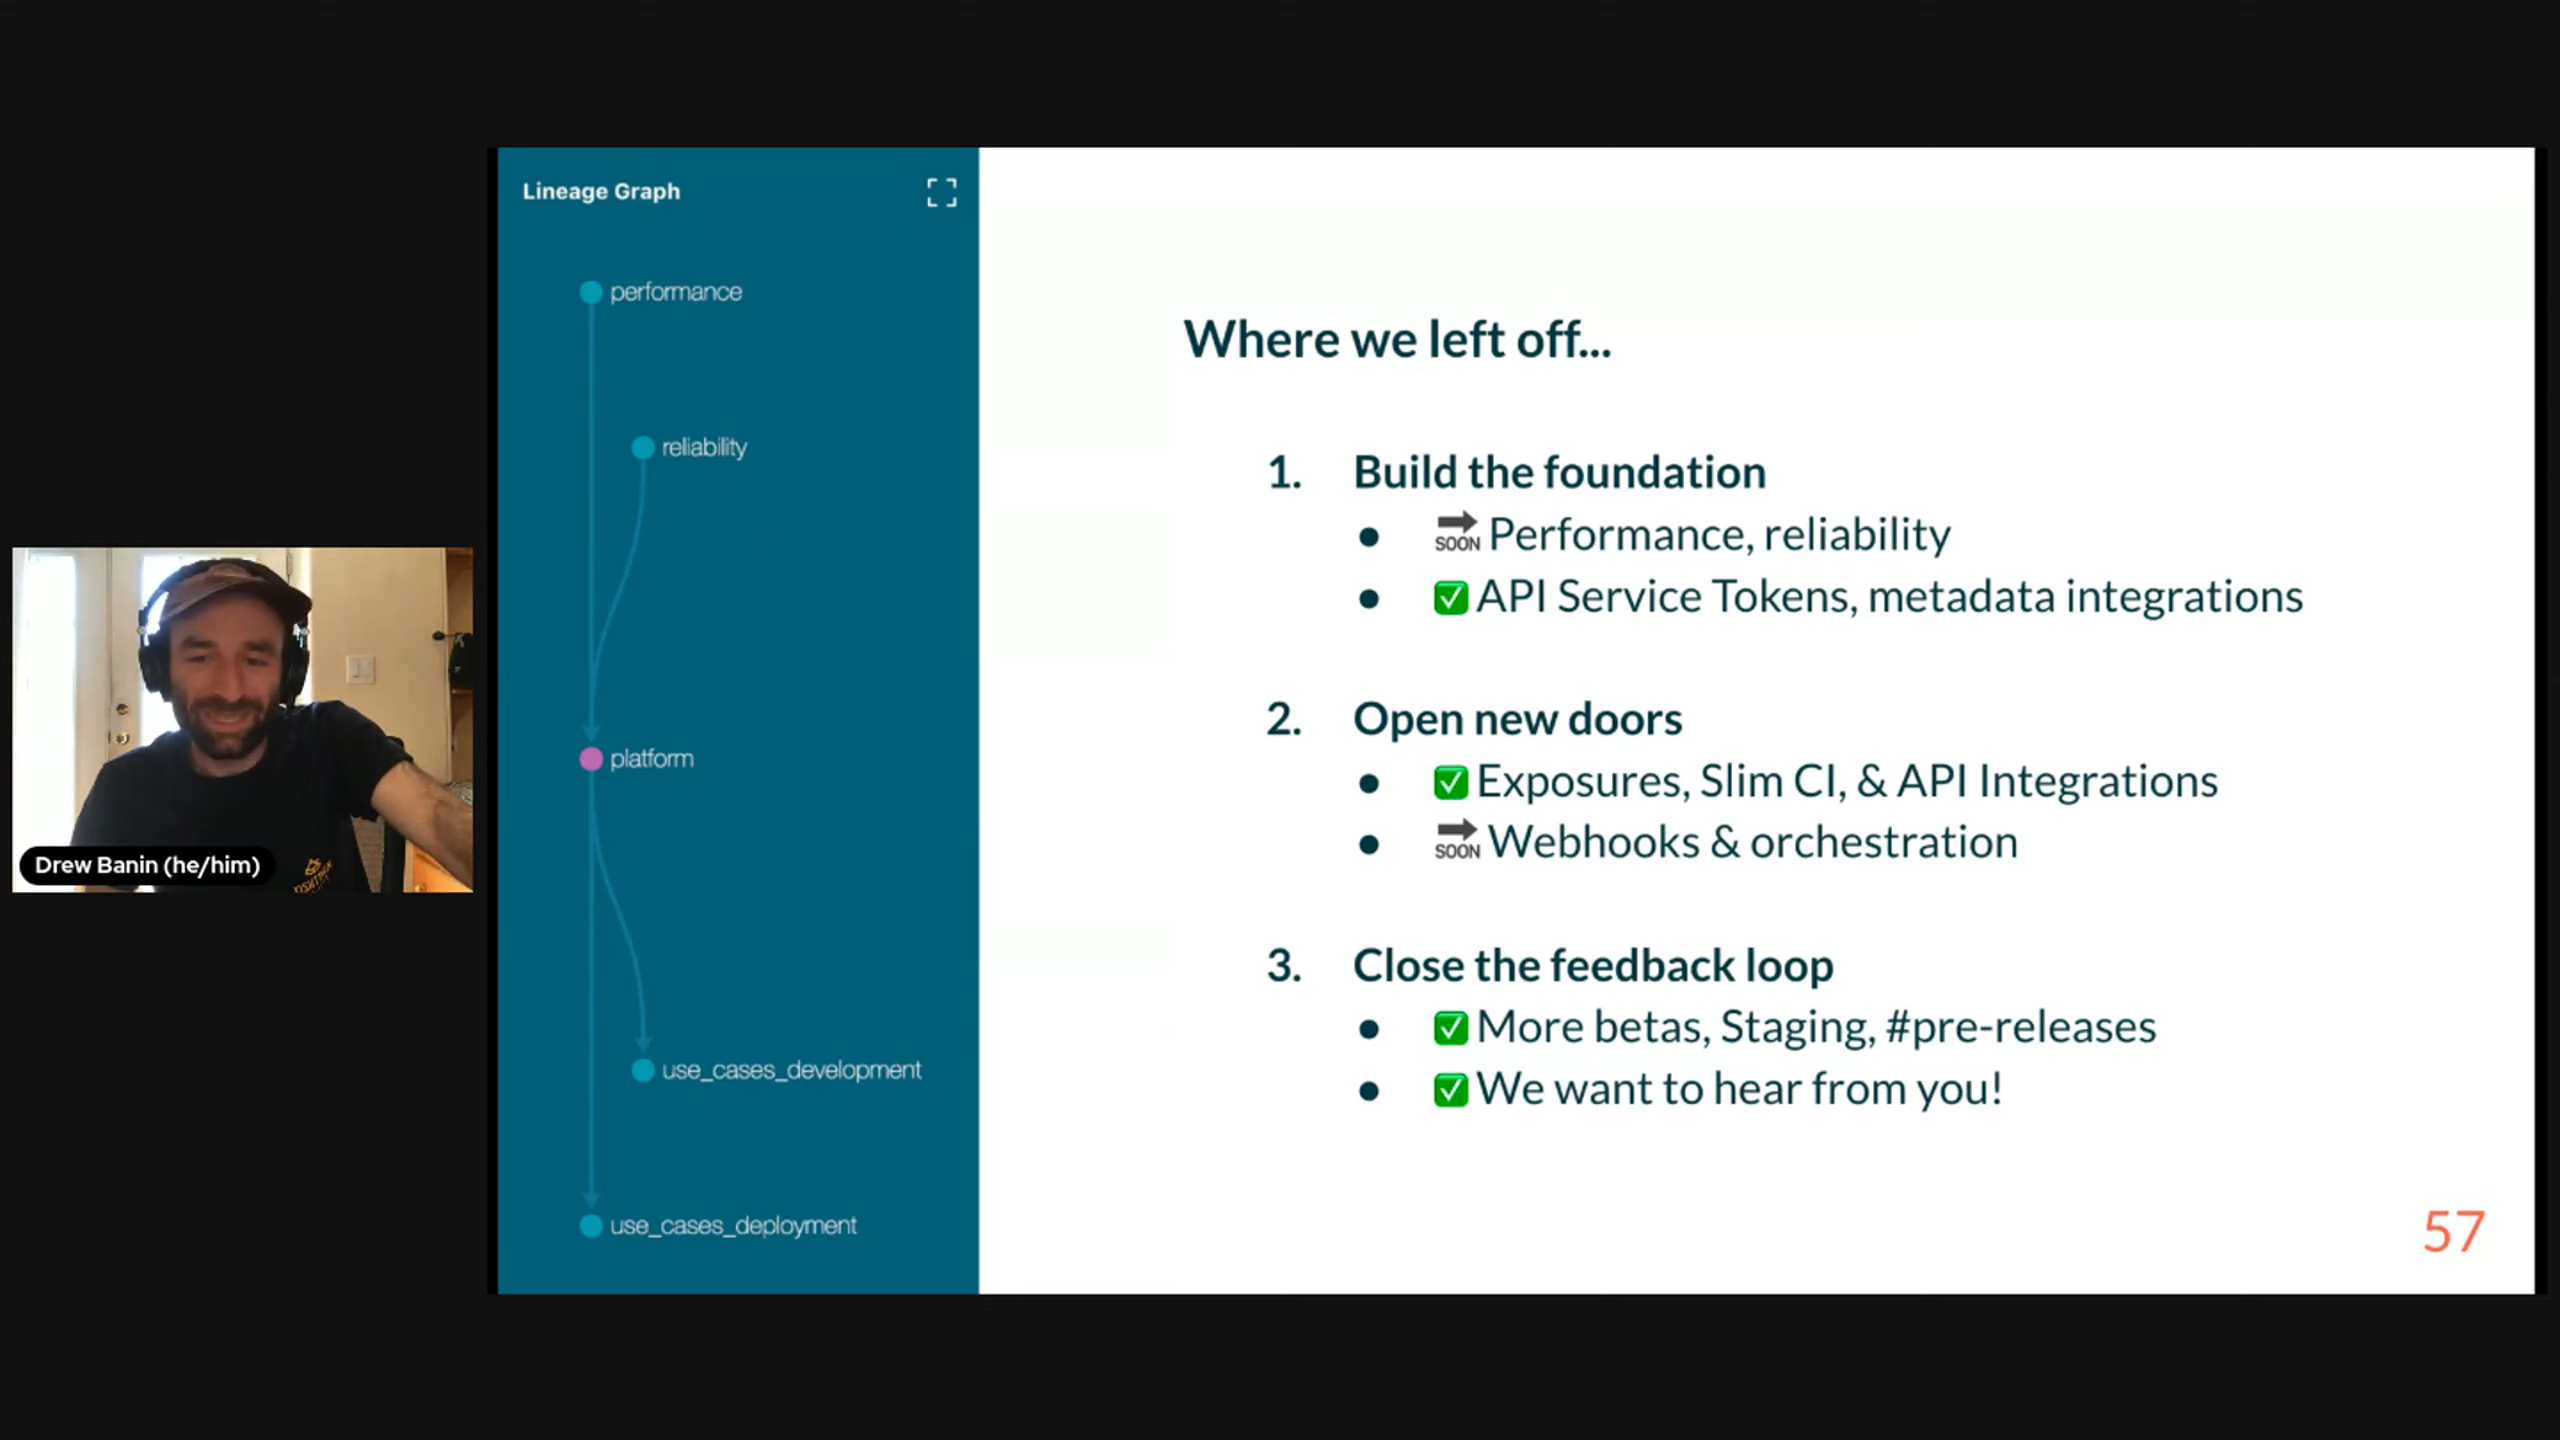 Lineage Graph
performance
reliability
platform
use_cases_development
use_cases_deployment
Where we left off...
1. Build the foundation
● 🔜 Performance, reliability
● ✅ API Service Tokens, metadata integrations
2. Open new doors
● ✅ Exposures, Slim CI, & API Integrations
● 🔜 Webhooks & orchestration
3. Close the feedback loop
● ✅ More betas, Staging, #pre-releases
● ✅ We want to hear from you!
57
Drew Banin (he/him)